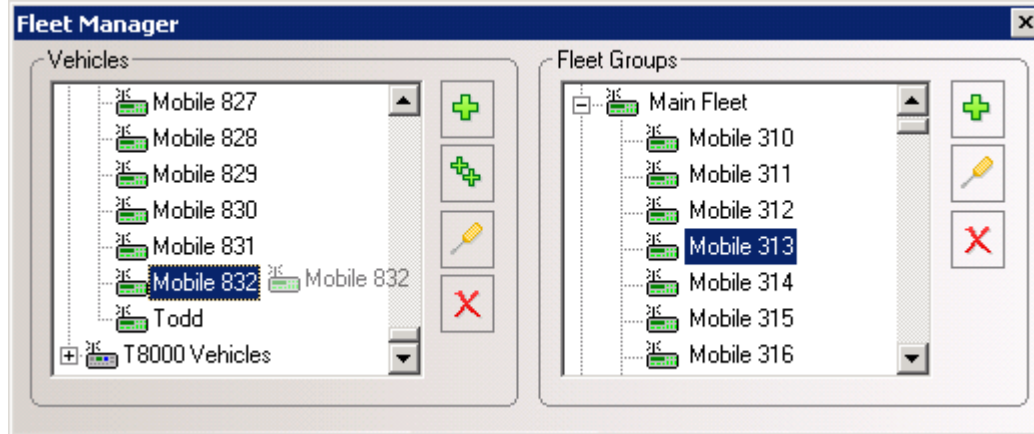 Fleet Manager
Vehicles
Mobile 827
Mobile 828
Mobile 829
Mobile 830
Mobile 831
Mobile 832 Mobile 832
Todd
T8000 Vehicles
Fleet Groups
Main Fleet
Mobile 310
Mobile 311
Mobile 312
Mobile 313
Mobile 314
Mobile 315
Mobile 316